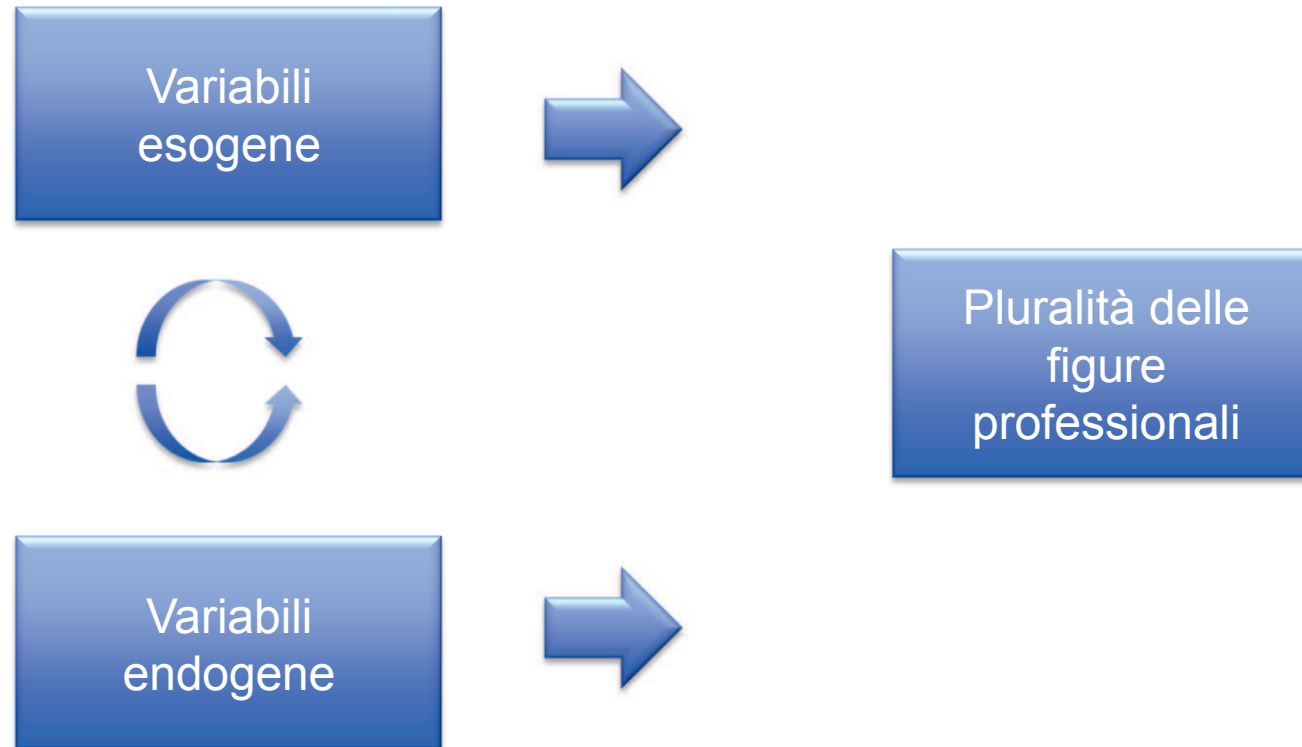 Variabili
esogene
Pluralità delle
figure
professionali
Variabili
endogene